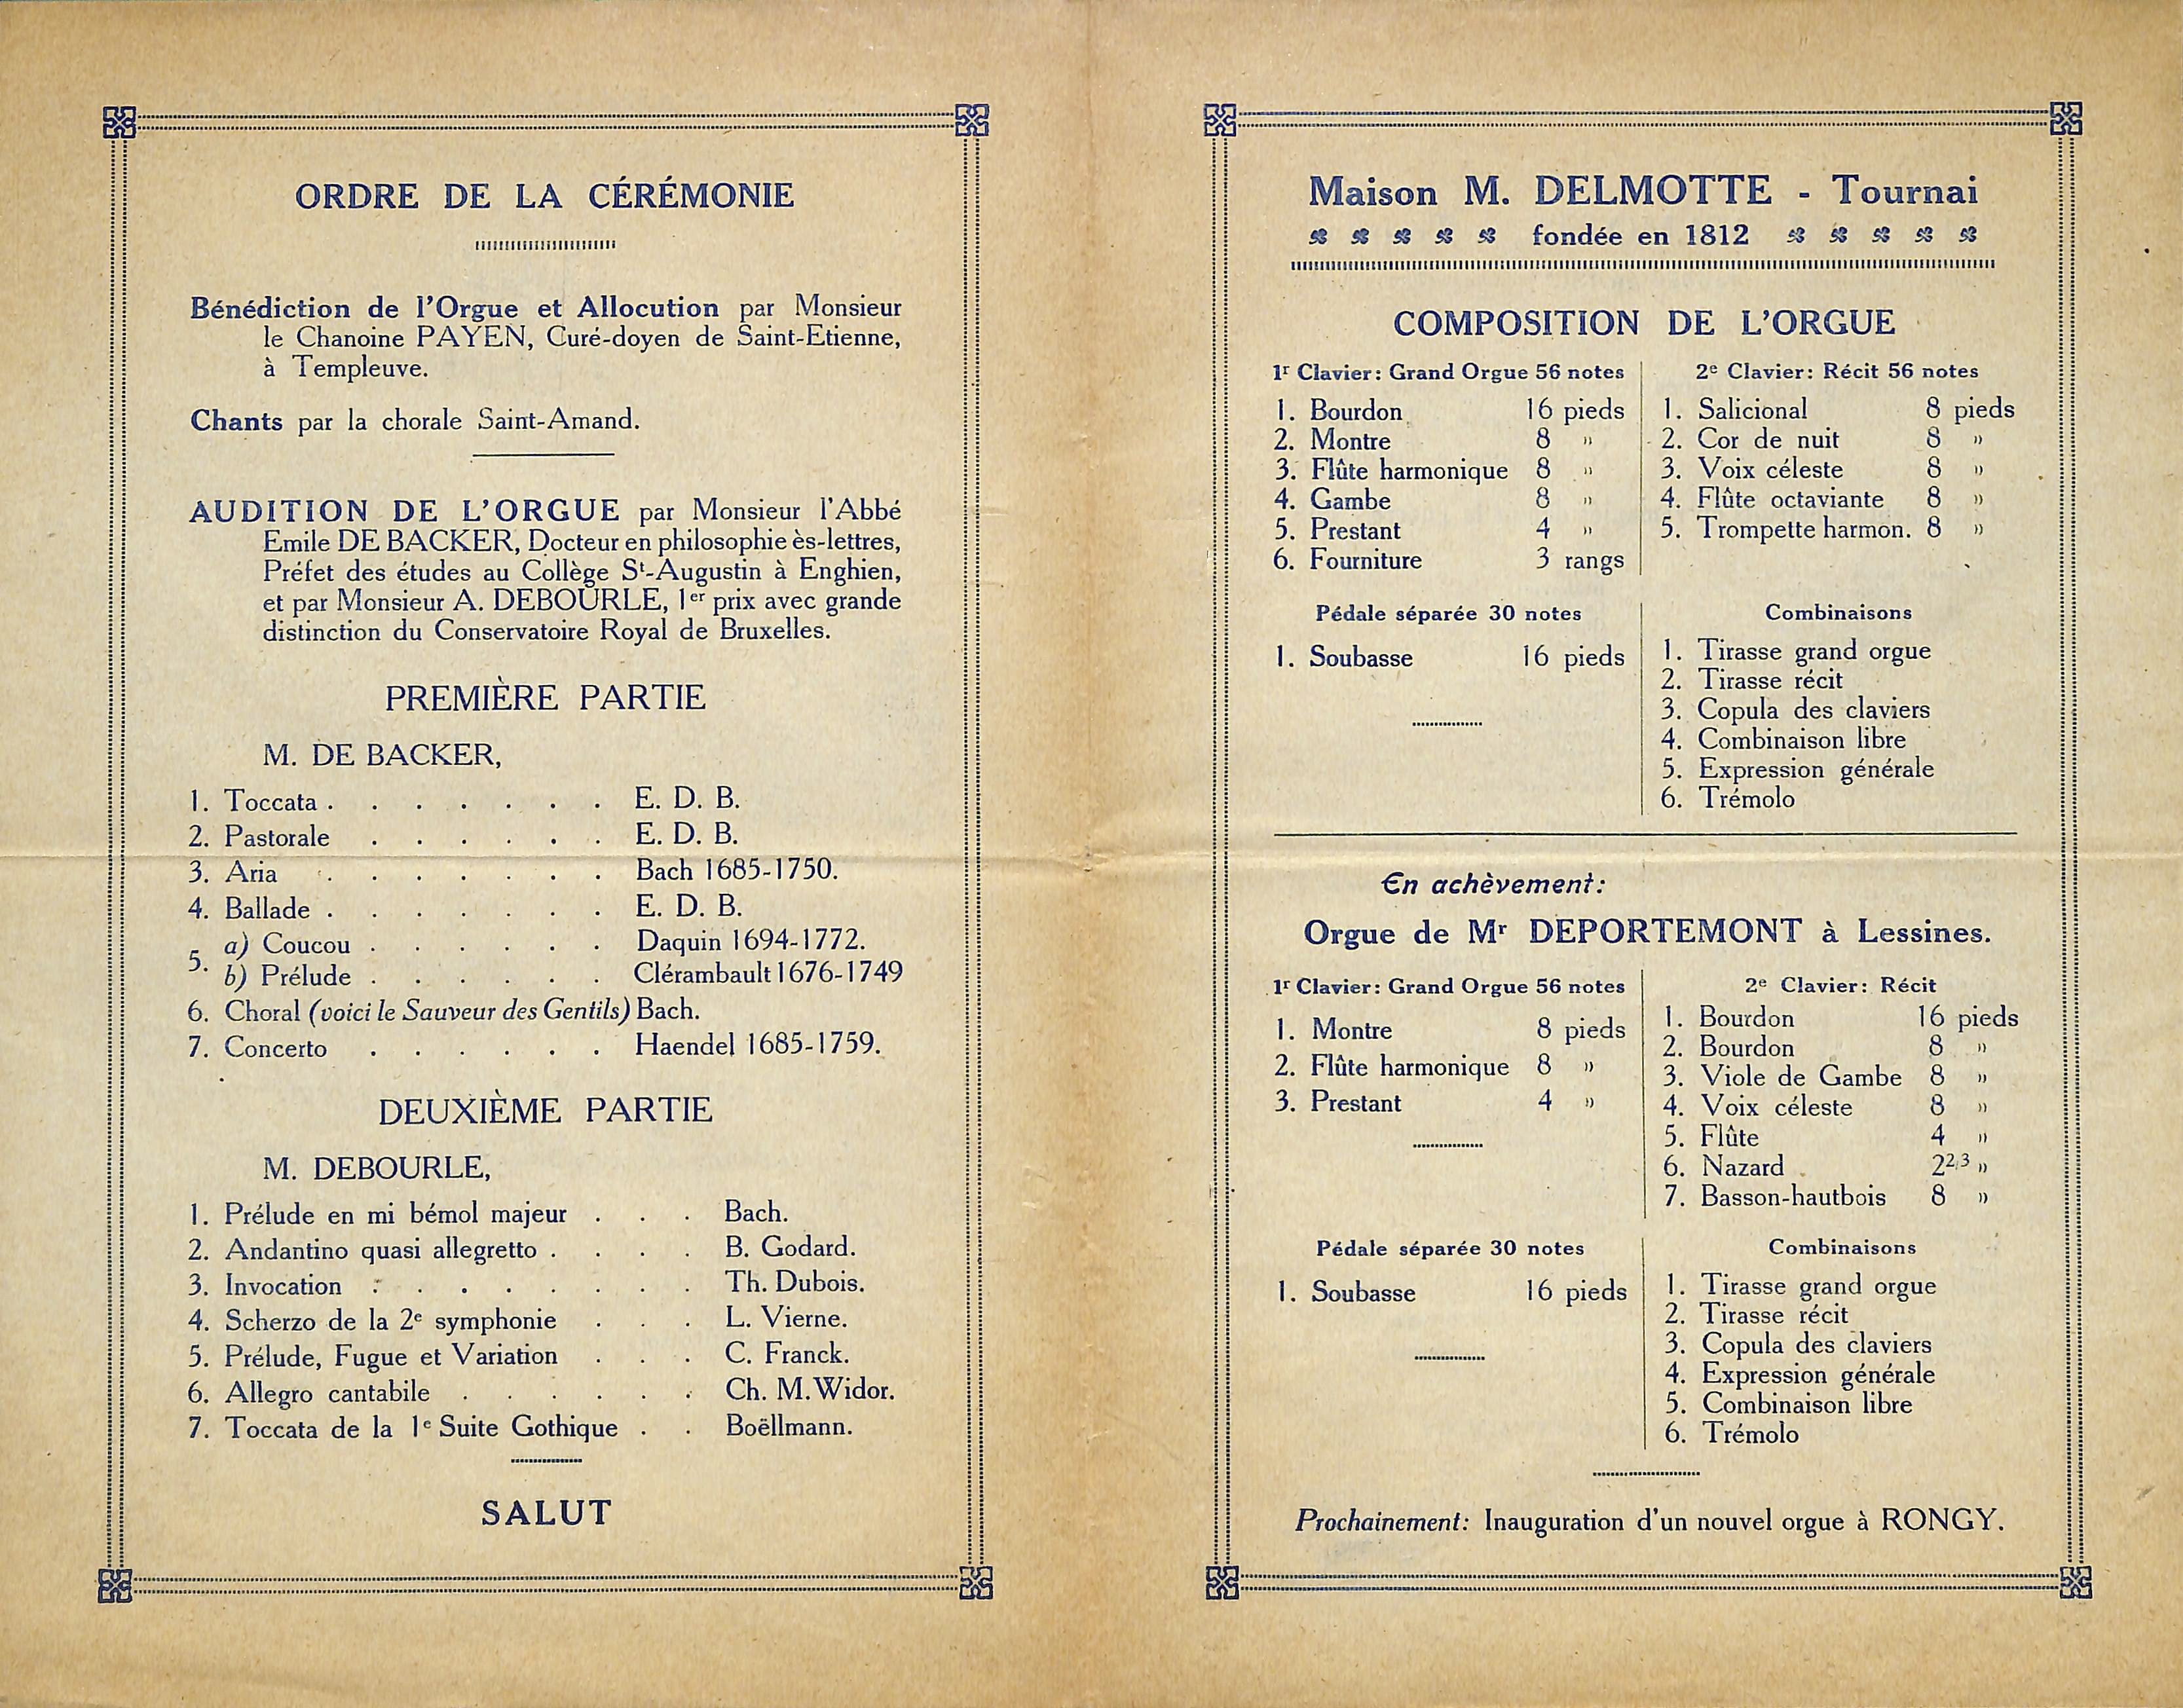 ORDRE DE LA CÉRÉMONIE
Bénédiction de l'Orgue et Allocution par Monsieur
le Chanoine PAYEN, Curé-doyen de Saint-Etienne,
à Templeuve.
Chants par la chorale Saint-Amand.
AUDITION DE L'ORGUE par Monsieur l'Abbé
Emile DE BACKER, Docteur en philosophie ès-lettres,
Préfet des études au Collège St-Augustin à Enghien,
et par Monsieur A. DEBOURLE, 1er prix avec grande
distinction du Conservatoire Royal de Bruxelles.
PREMIÈRE PARTIE
M. DE BACKER,
1. Toccata . . . . . . . E. D. B.
2. Pastorale . . . . . . E. D. B.
3. Aria . . . . . . . Bach 1685-1750.
4. Ballade . . . . . . . E. D. B.
5. a) Coucou . . . . . . Daquin 1694-1772.
b) Prélude . . . . . . Clérambault 1676-1749
6. Choral (voici le Sauveur des Gentils) Bach.
7. Concerto . . . . . . Haendel 1685-1759.
DEUXIÈME PARTIE
M. DEBOURLE,
1. Prélude en mi bémol majeur . . . Bach.
2. Andantino quasi allegretto . . . . B. Godard.
3. Invocation . . . . . . . . Th. Dubois.
4. Scherzo de la 2e symphonie . . . L. Vierne.
5. Prélude, Fugue et Variation . . . C. Franck.
6. Allegro cantabile . . . . . . Ch. M. Widor.
7. Toccata de la 1e Suite Gothique . . Boëllmann.
SALUT
Maison M. DELMOTTE - Tournai
fondée en 1812
COMPOSITION DE L'ORGUE
1r Clavier: Grand Orgue 56 notes
1. Bourdon 16 pieds
2. Montre 8 "
3. Flûte harmonique 8 "
4. Gambe 8 "
5. Prestant 4 "
6. Fourniture 3 rangs
2e Clavier: Récit 56 notes
1. Salicional 8 pieds
2. Cor de nuit 8 "
3. Voix céleste 8 "
4. Flûte octaviante 8 "
5. Trompette harmon. 8 "
Pédale séparée 30 notes
1. Soubasse 16 pieds
Combinaisons
1. Tirasse grand orgue
2. Tirasse récit
3. Copula des claviers
4. Combinaison libre
5. Expression générale
6. Trémolo
En achèvement:
Orgue de Mr DEPORTEMONT à Lessines.
1r Clavier: Grand Orgue 56 notes
1. Montre 8 pieds
2. Flûte harmonique 8 "
3. Prestant 4 "
2e Clavier: Récit
1. Bourdon 16 pieds
2. Bourdon 8 "
3. Viole de Gambe 8 "
4. Voix céleste 8 "
5. Flûte 4 "
6. Nazard 2 2/3 "
7. Basson-hautbois 8 "
Pédale séparée 30 notes
1. Soubasse 16 pieds
Combinaisons
1. Tirasse grand orgue
2. Tirasse récit
3. Copula des claviers
4. Expression générale
5. Combinaison libre
6. Trémolo
Prochainement: Inauguration d'un nouvel orgue à RONGY.